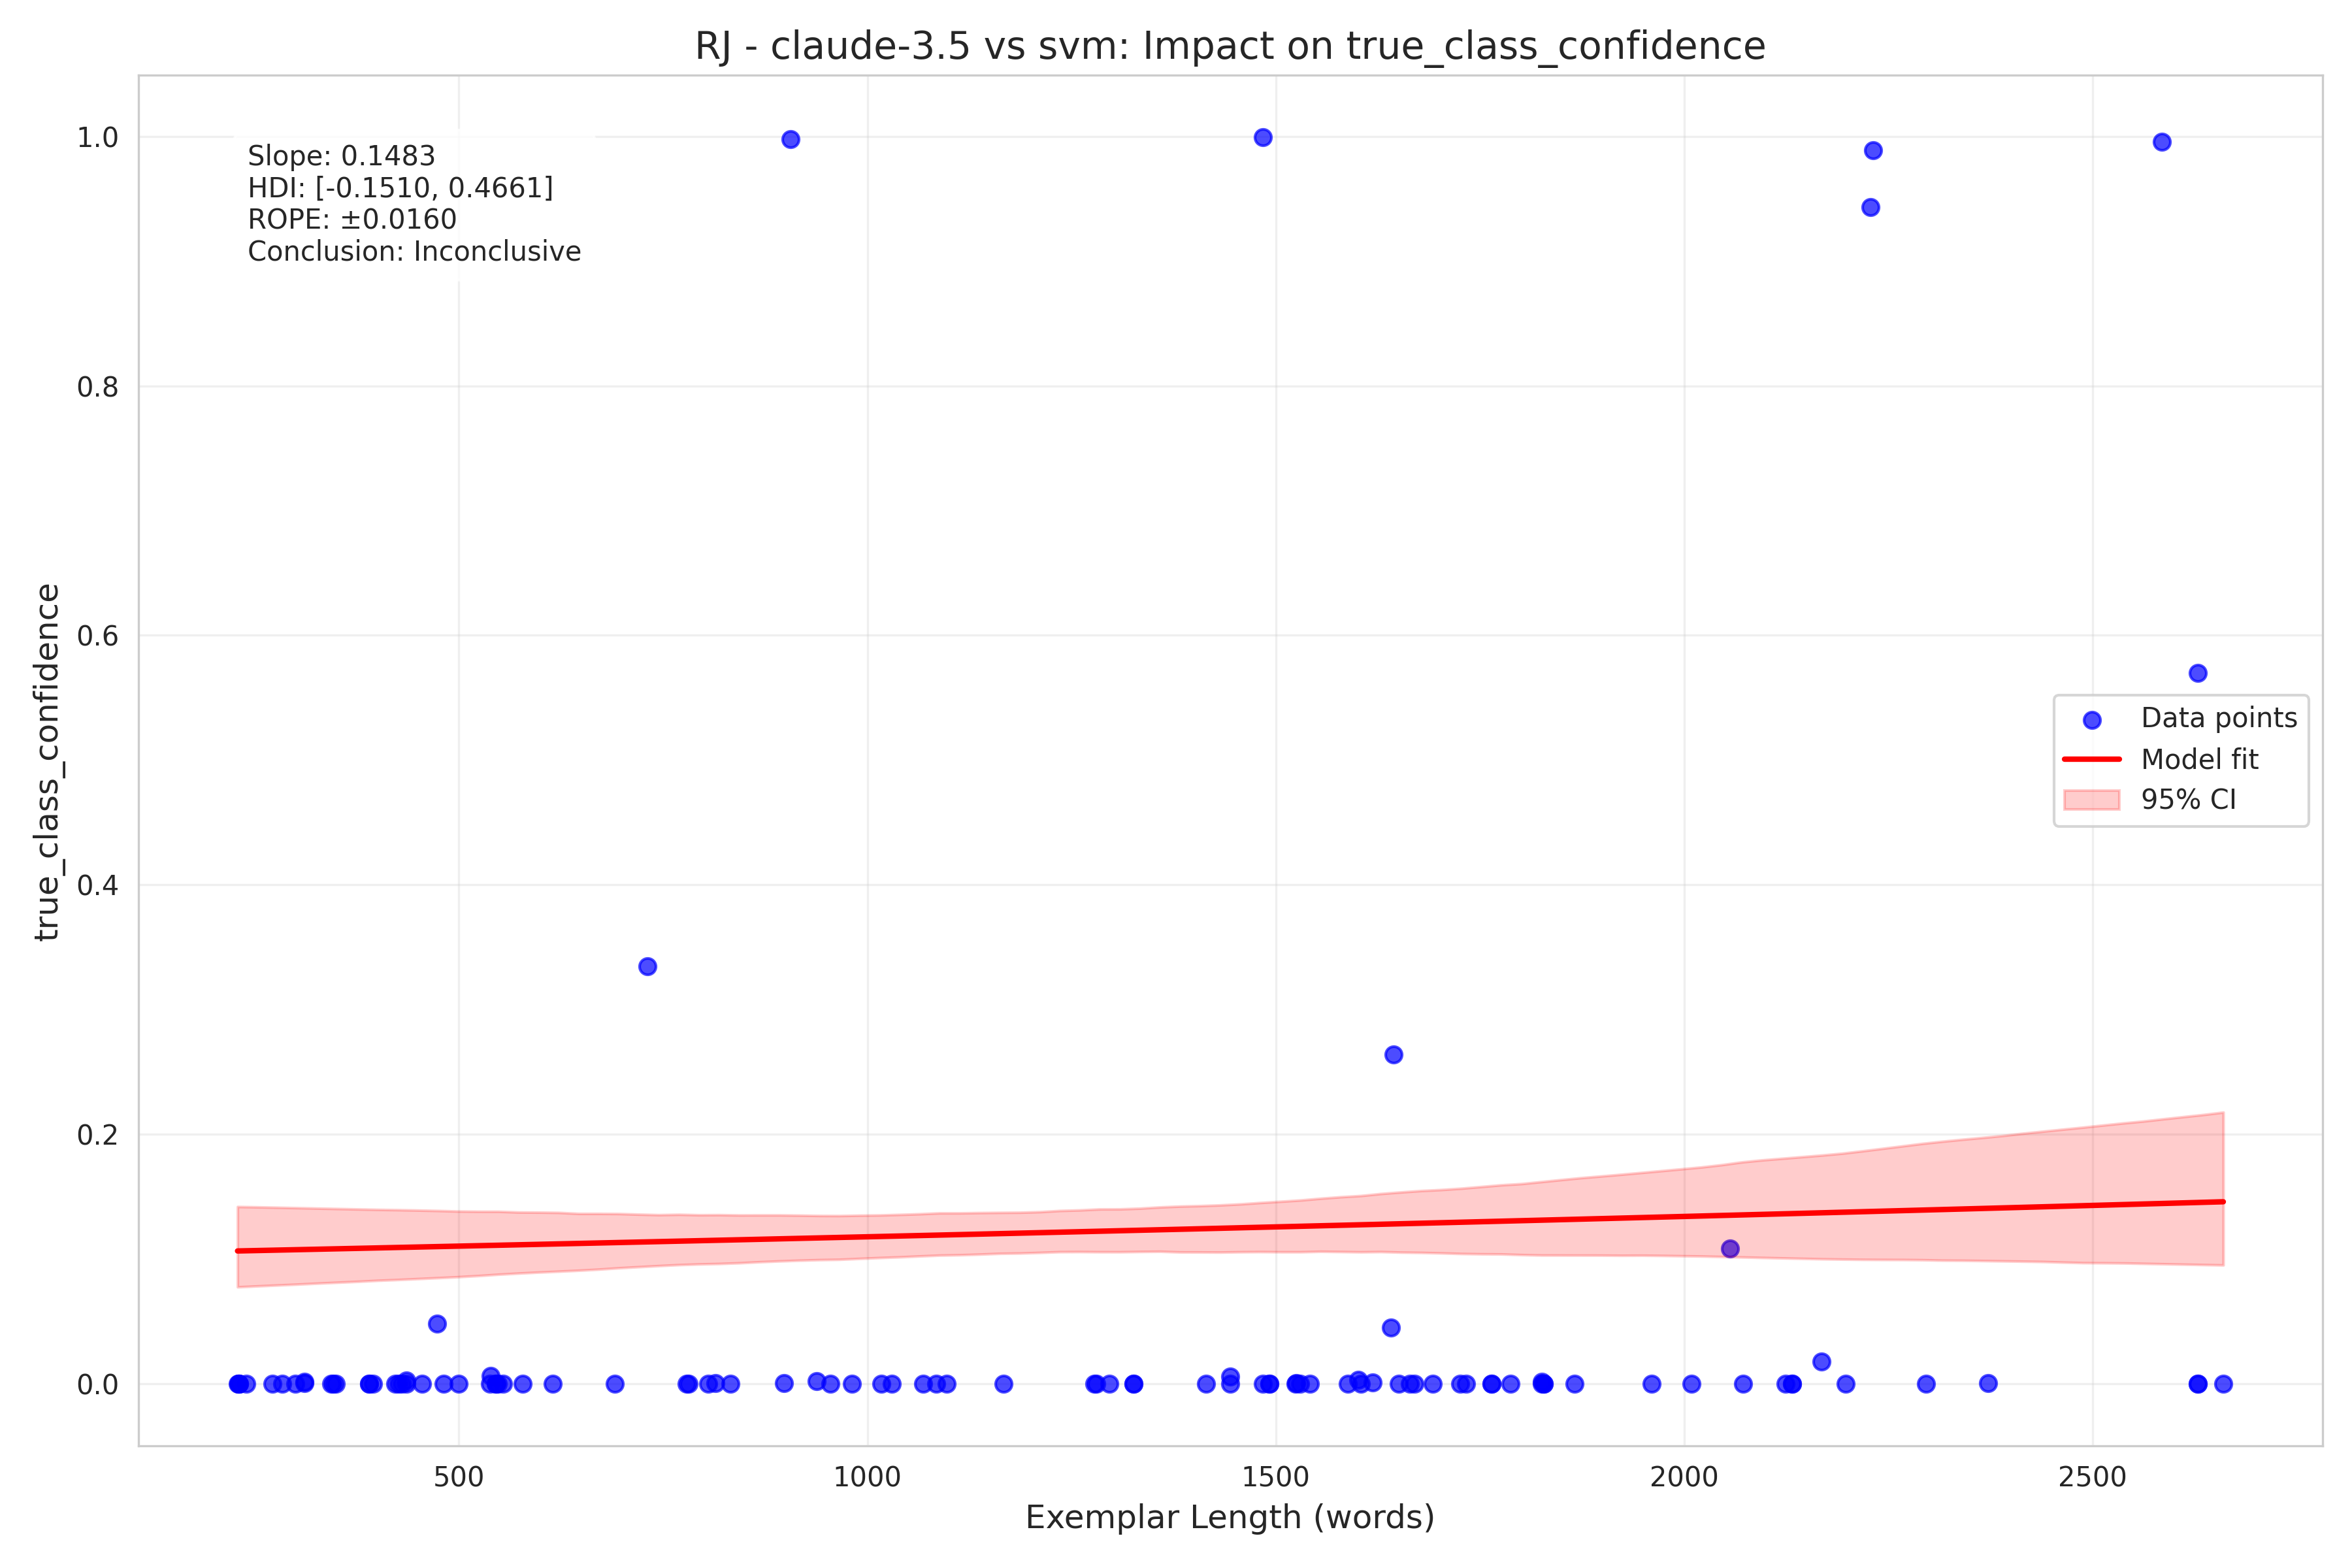 RJ - claude-3.5 vs svm: Impact on true_class_confidence
Slope: 0.1483
HDI: [-0.1510, 0.4661]
ROPE: ±0.0160
Conclusion: Inconclusive
true_class_confidence
1.0
0.8
0.6
0.4
0.2
0.0
Data points
Model fit
95% CI
500
1000
1500
2000
2500
Exemplar Length (words)